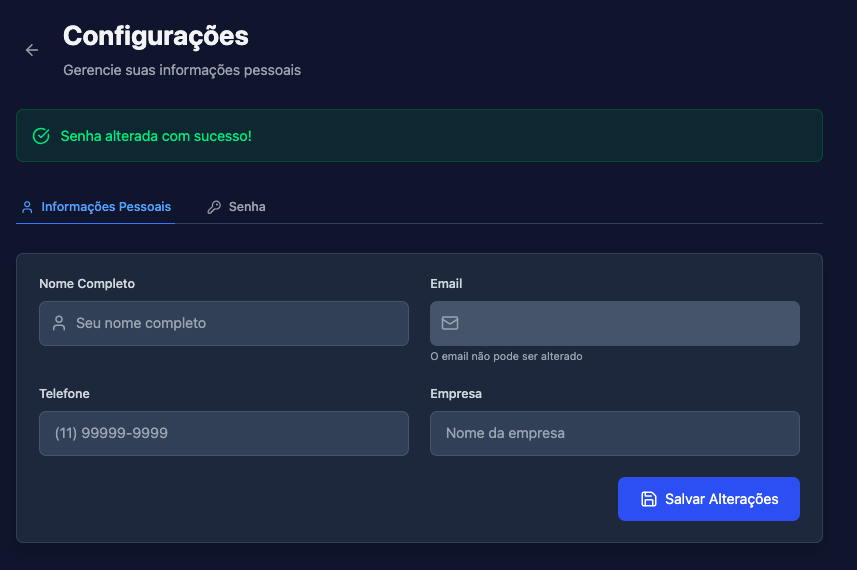 Configurações
Gerencie suas informações pessoais
Senha alterada com sucesso!
Informações Pessoais
Senha
Nome Completo
Email
Seu nome completo
O email não pode ser alterado
Telefone
Empresa
(11) 99999-9999
Nome da empresa
Salvar Alterações